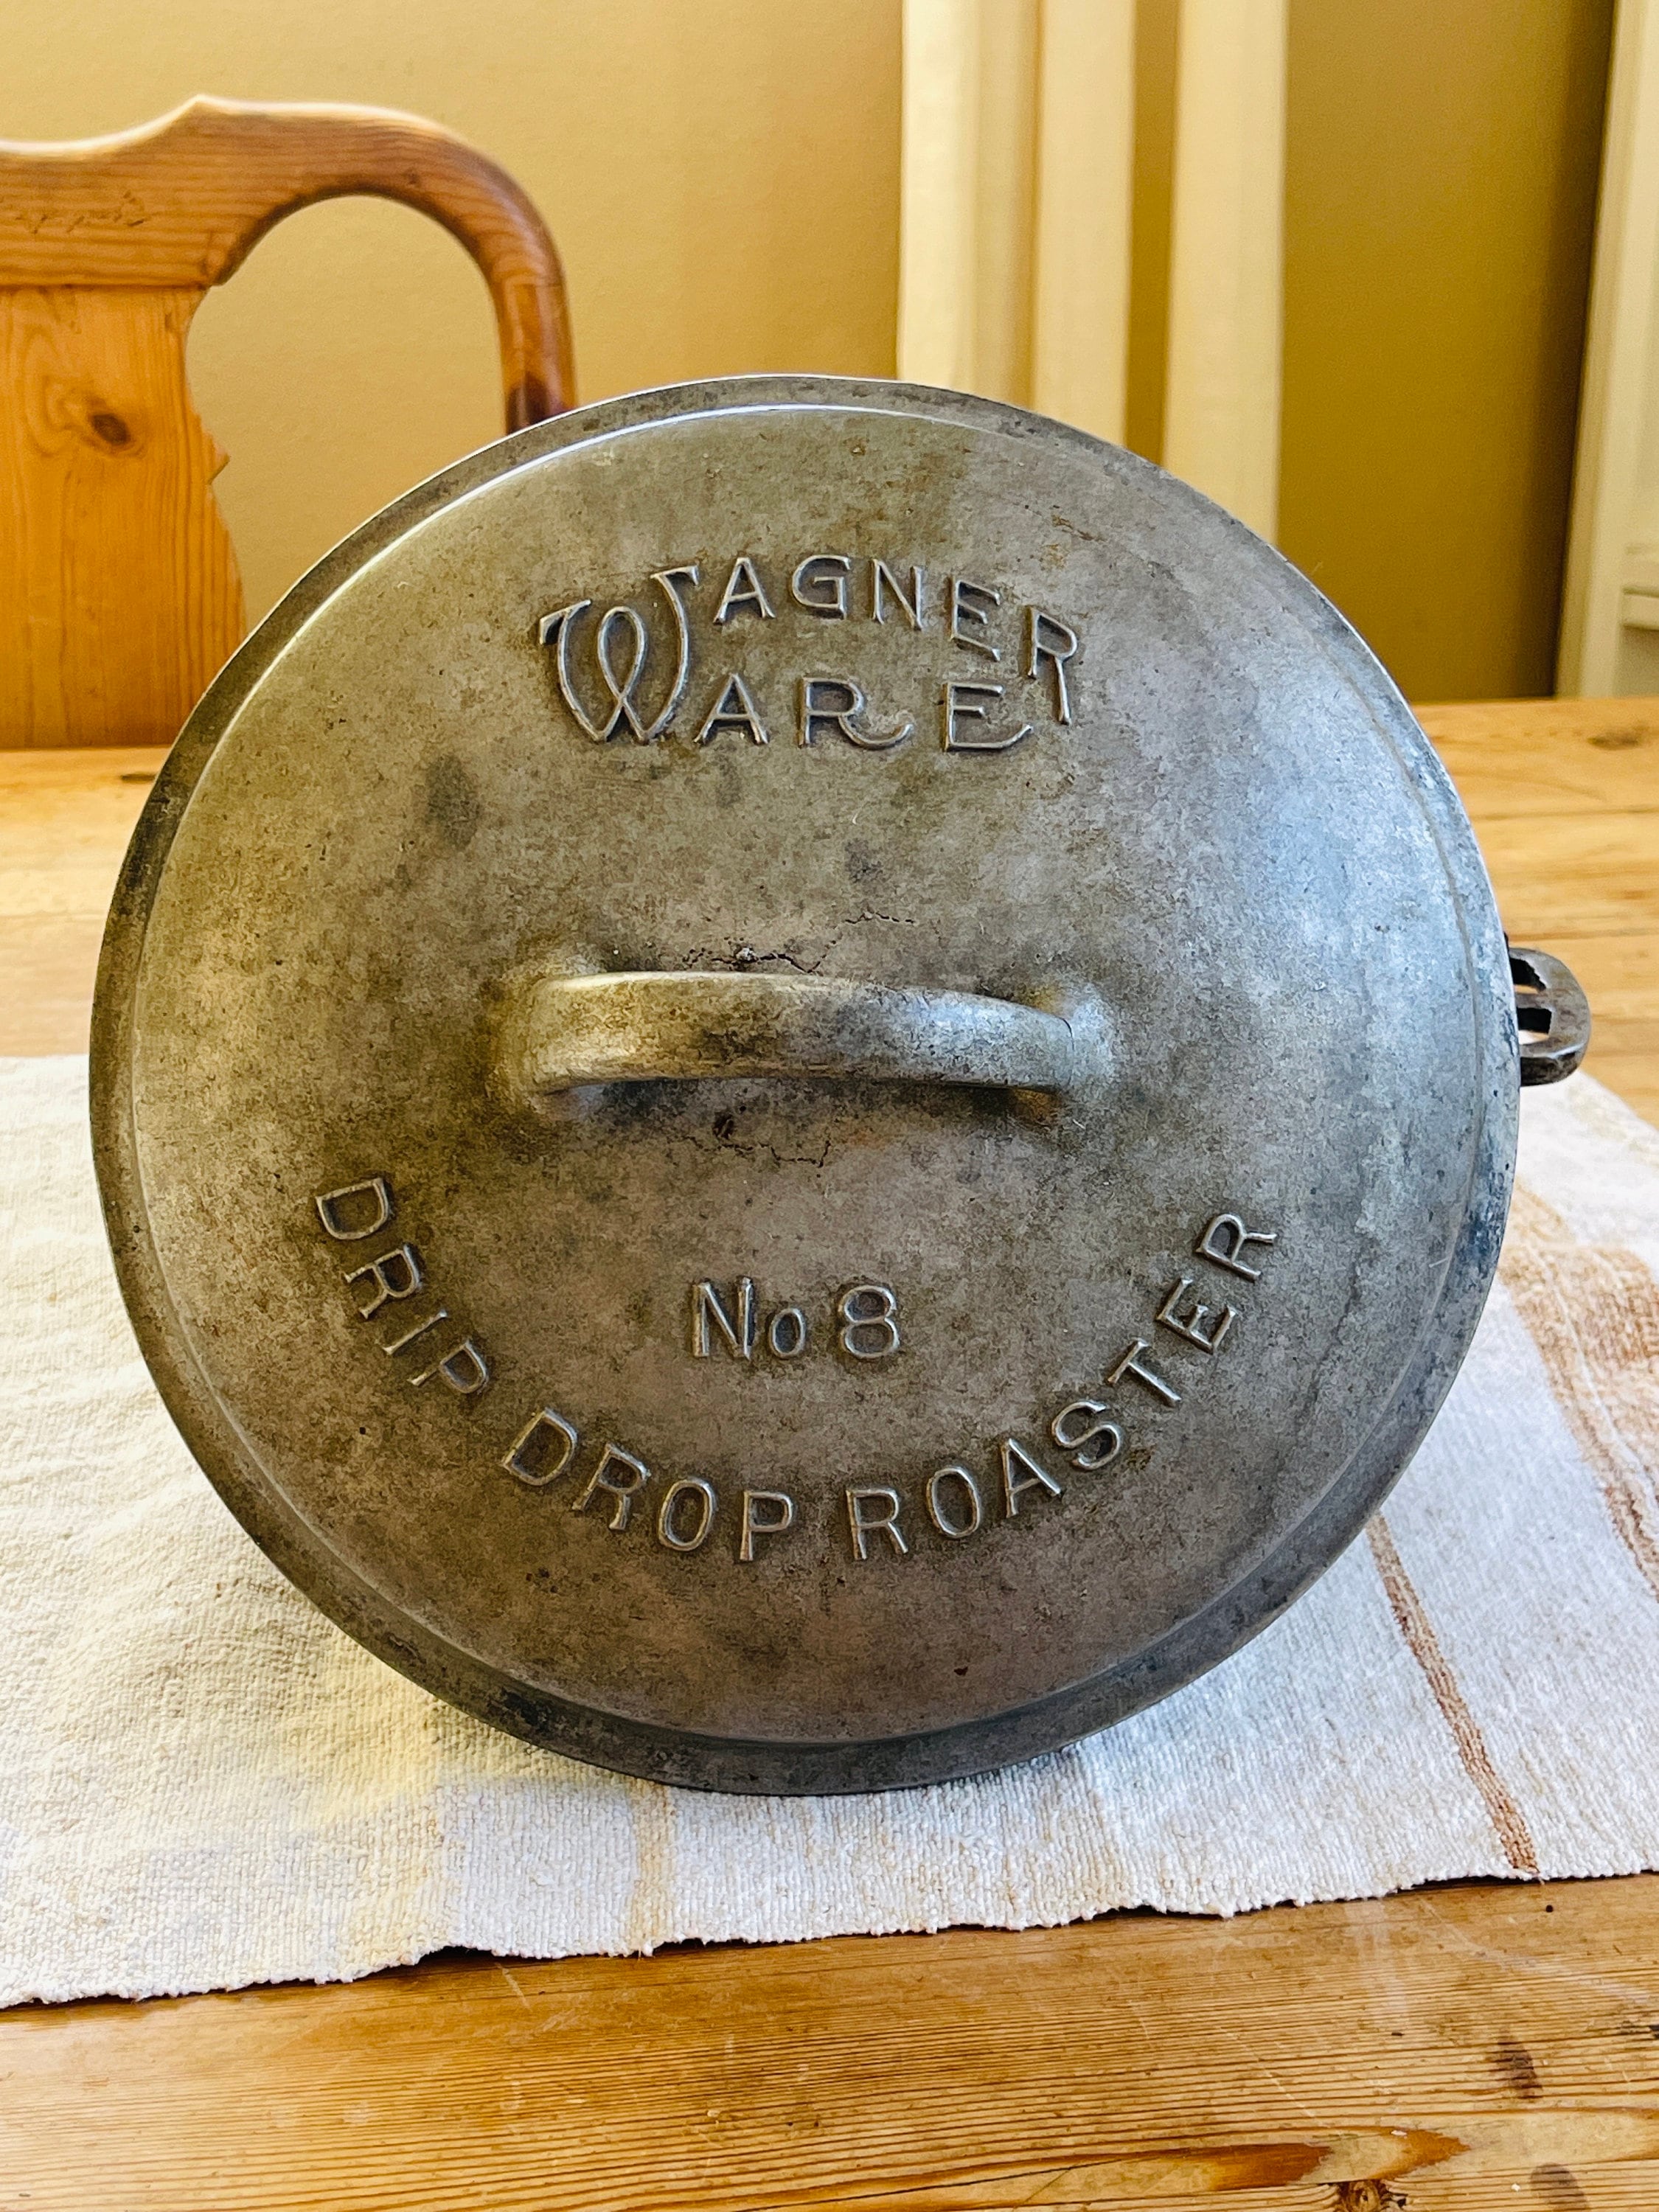 WAGNER
WARE
No 8
DRIP DROP ROASTER